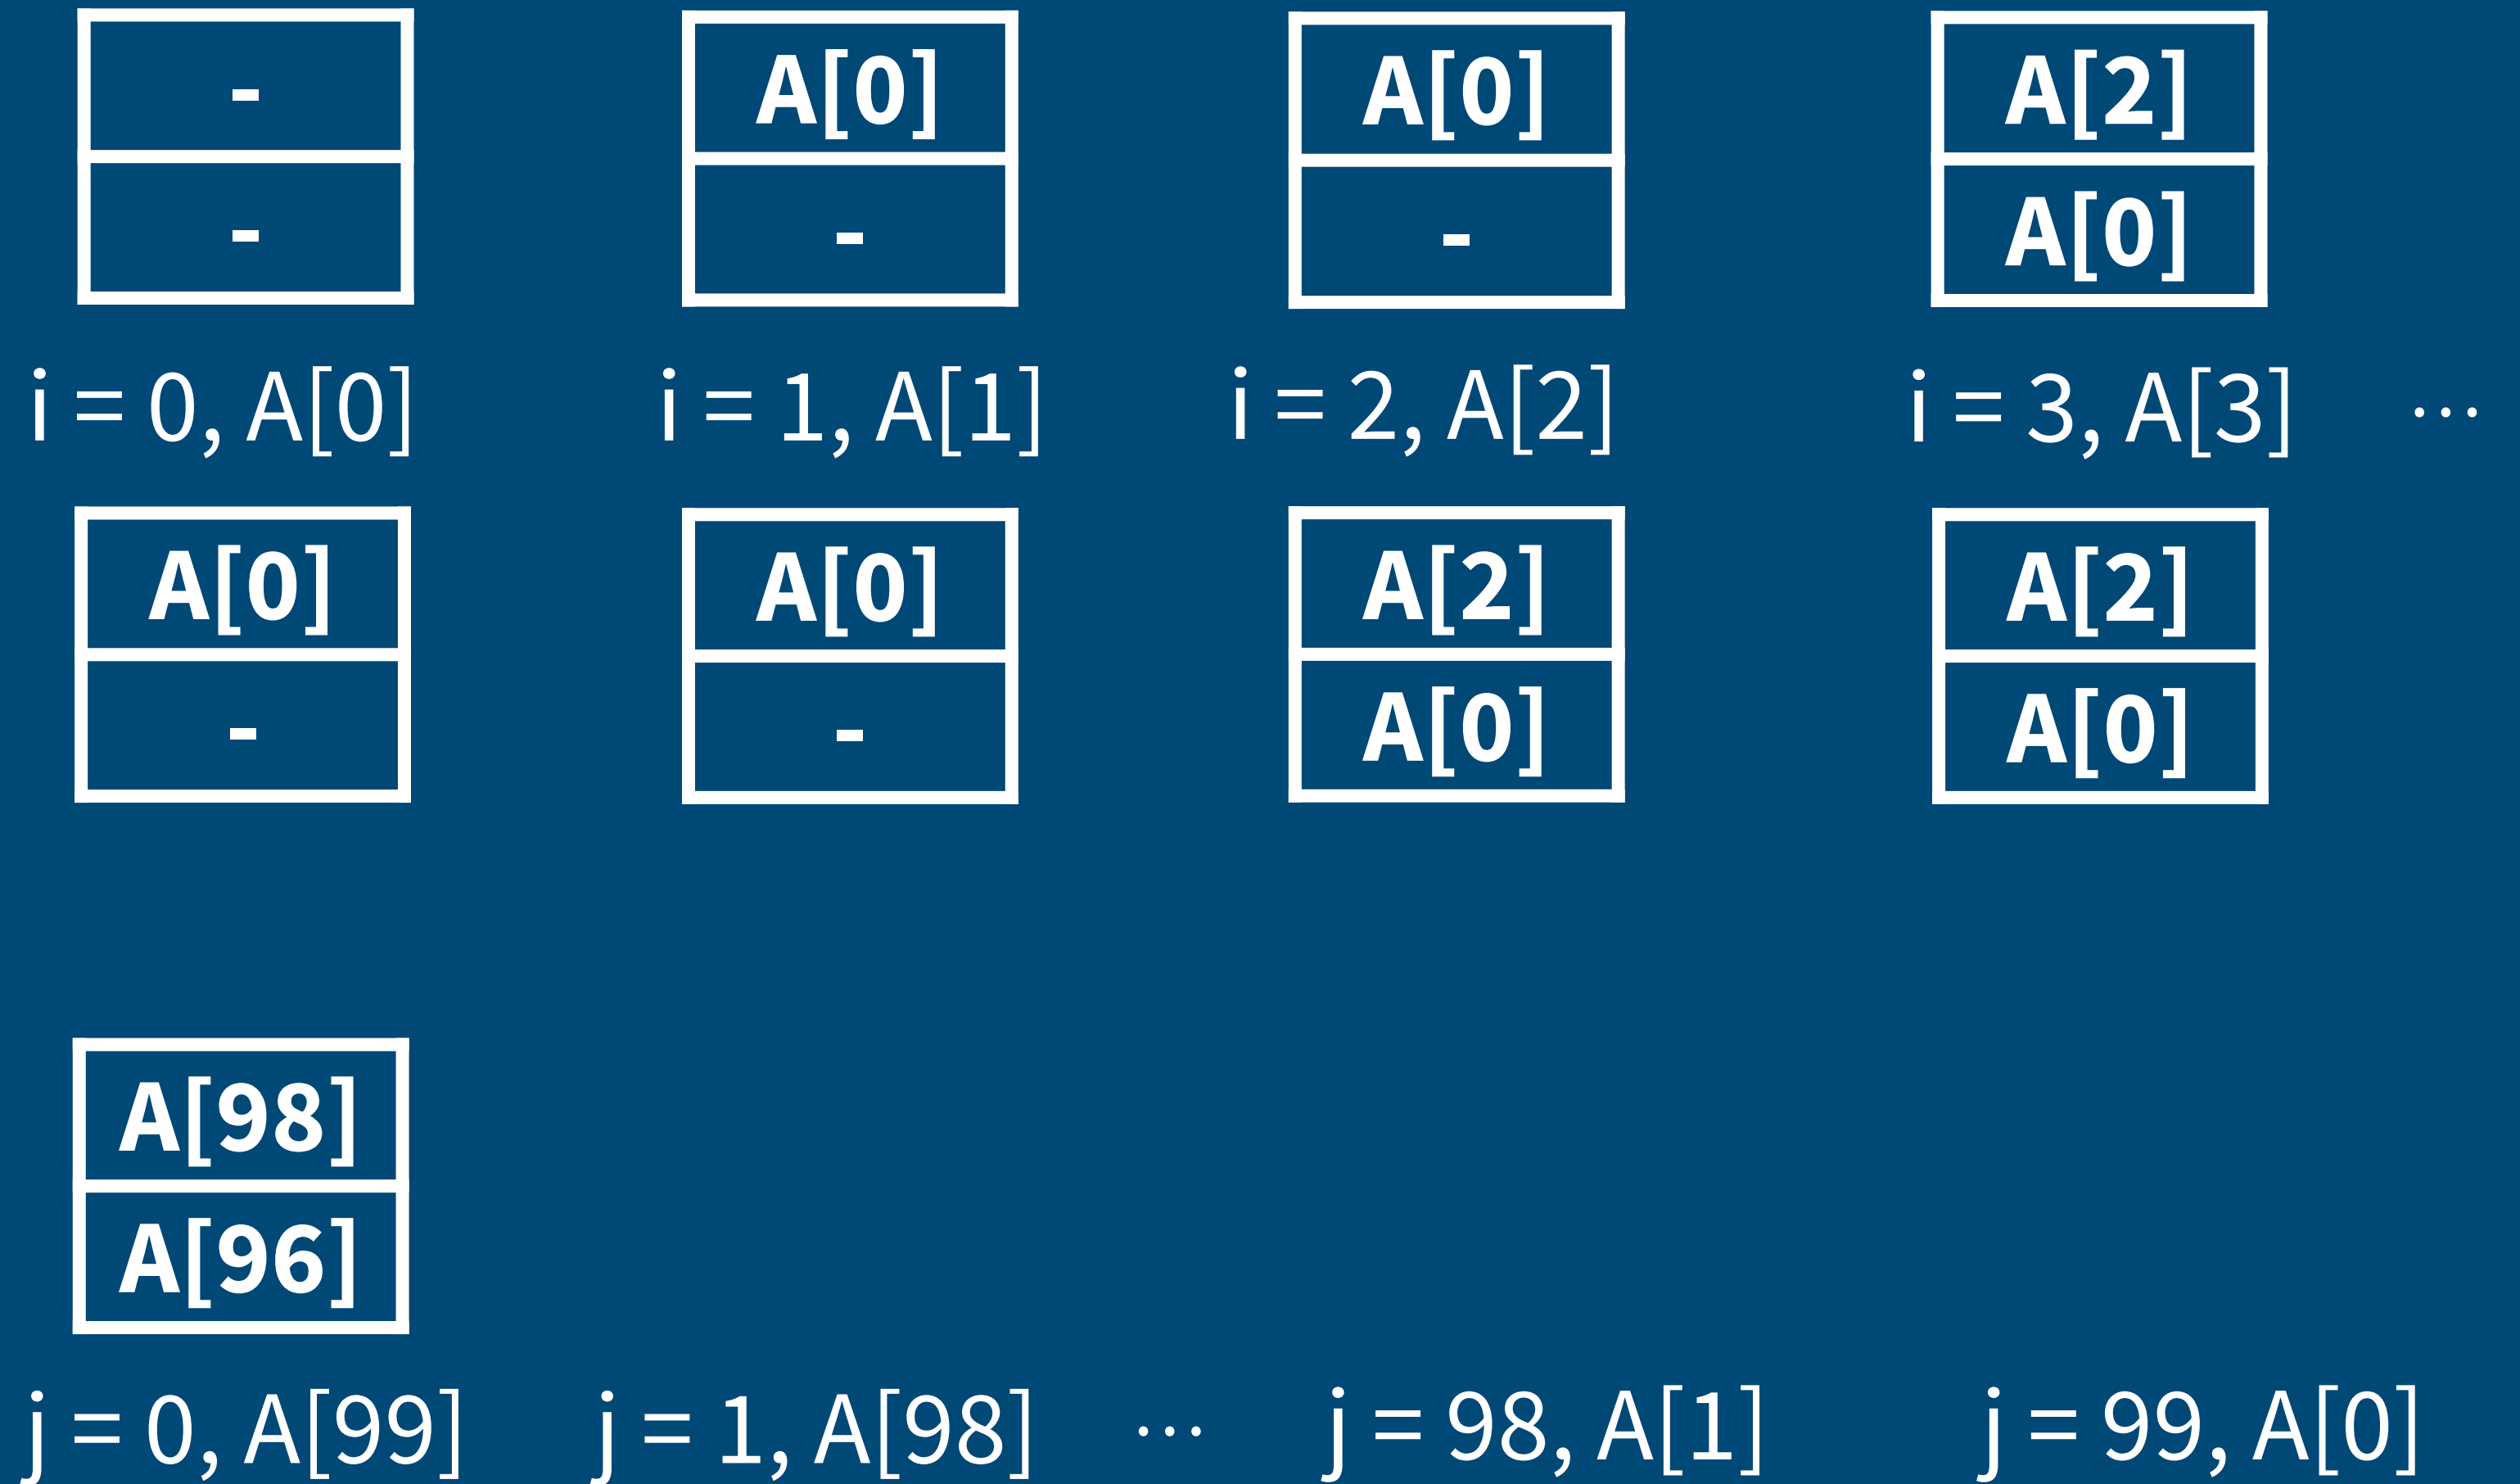 - A[0] A[0] A[2]
- - - A[0]
i = 0, A[0] i = 1, A[1] i = 2, A[2] i = 3, A[3] ...
A[0] A[0] A[2] A[2]
- - A[0] A[0]
A[98]
A[96]
j = 0, A[99] j = 1, A[98] ... j = 98, A[1] j = 99, A[0]